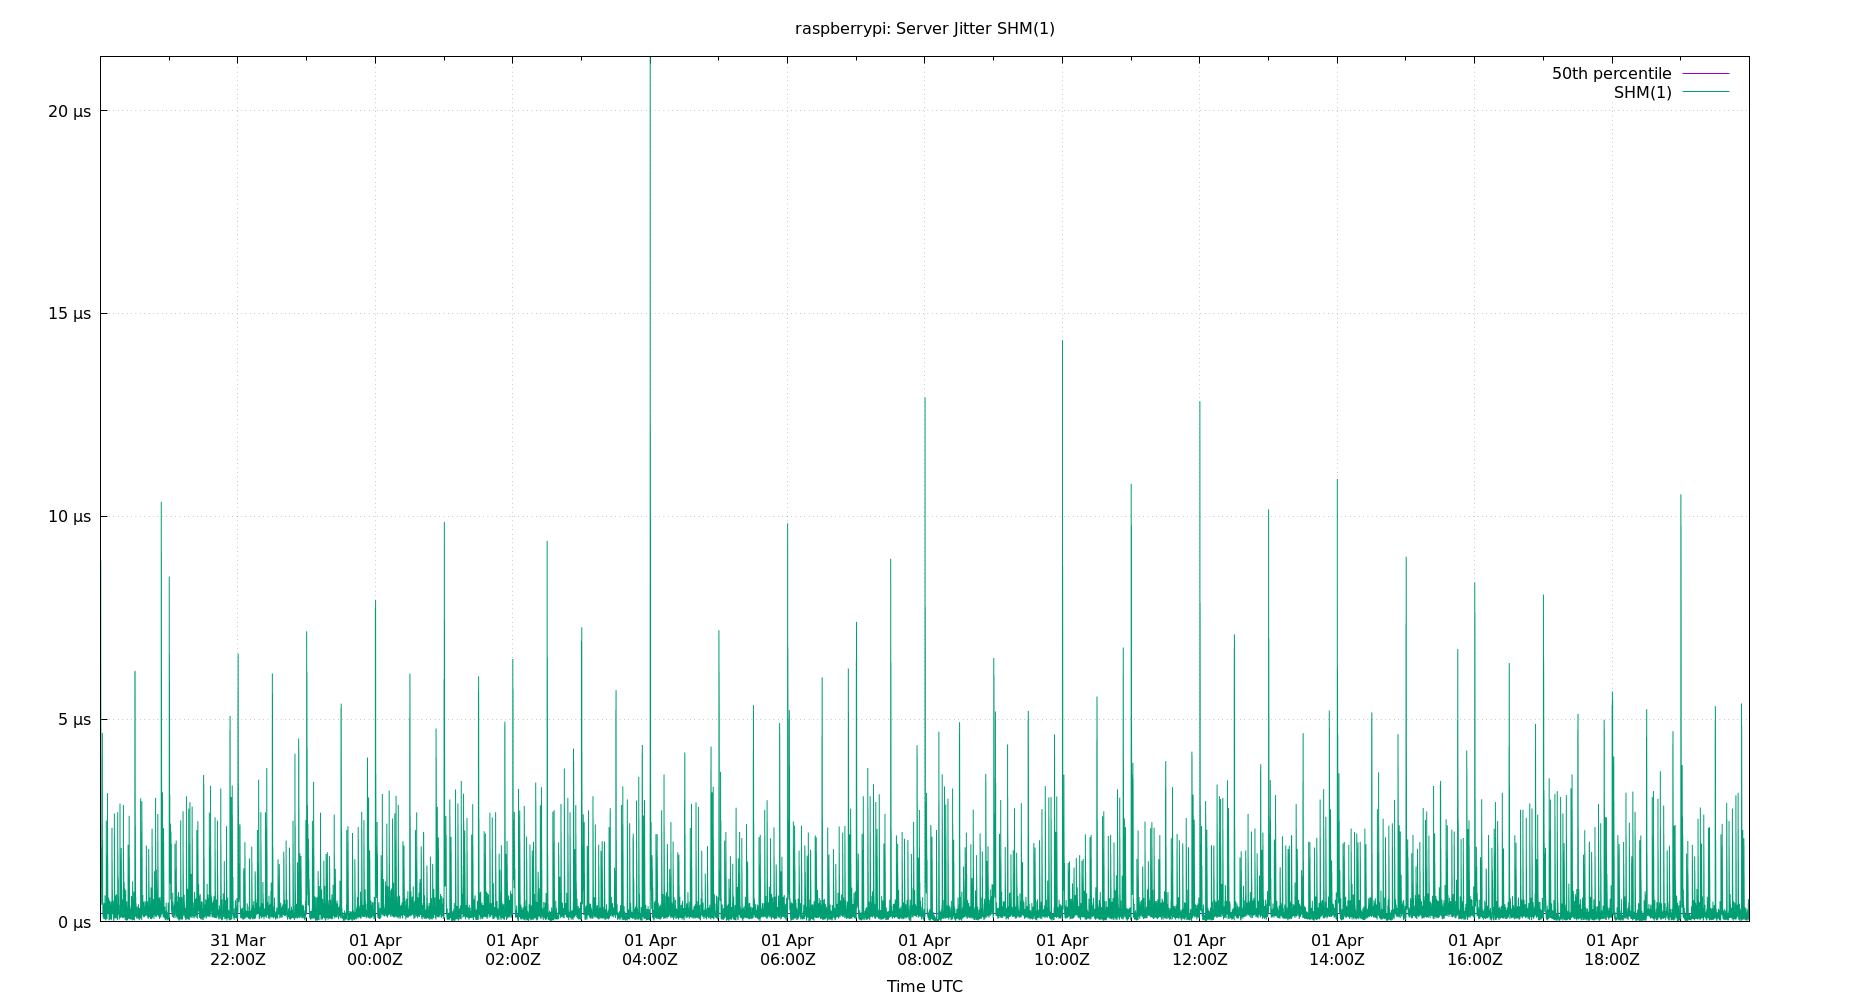 raspberrypi: Server Jitter SHM(1)
50th percentile
SHM(1)
20 µs
15 µs
10 µs
5 µs
0 µs
31 Mar 01 Apr 01 Apr 01 Apr 01 Apr 01 Apr 01 Apr 01 Apr 01 Apr 01 Apr 01 Apr
22:00Z 00:00Z 02:00Z 04:00Z 06:00Z 08:00Z 10:00Z 12:00Z 14:00Z 16:00Z 18:00Z
Time UTC